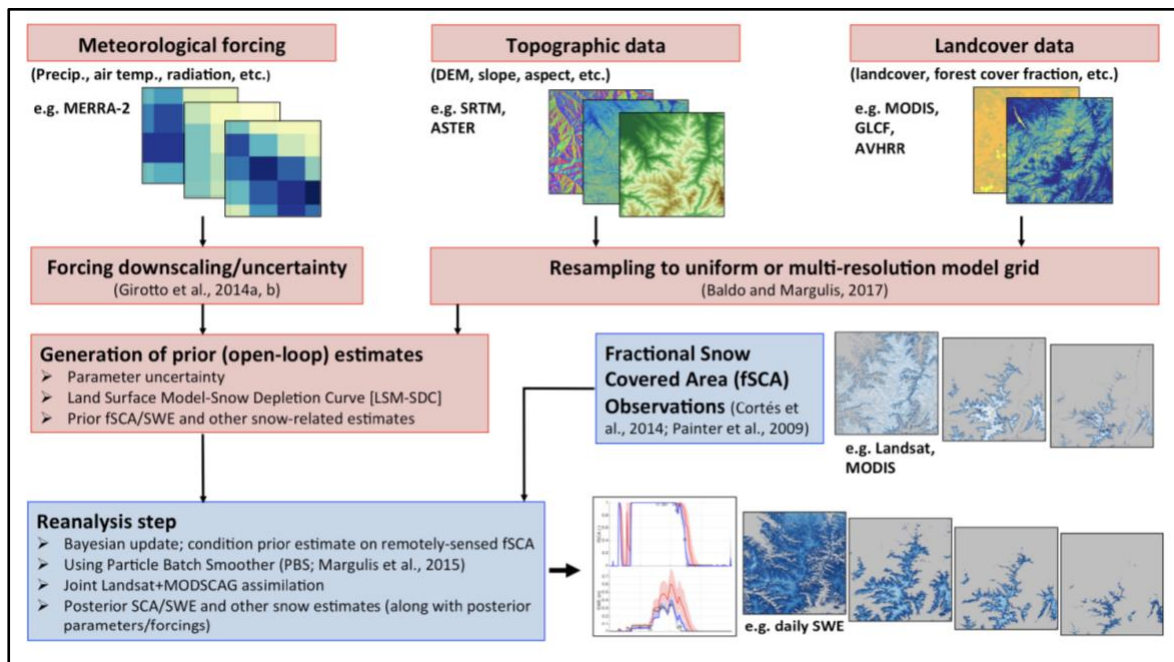 Meteorological forcing
(Precip., air temp., radiation, etc.)
e.g. MERRA-2
Topographic data
(DEM, slope, aspect, etc.)
e.g. SRTM,
ASTER
Landcover data
(landcover, forest cover fraction, etc.)
e.g. MODIS,
GLCF,
AVHRR
Forcing downscaling/uncertainty
(Girotto et al., 2014a, b)
Resampling to uniform or multi-resolution model grid
(Baldo and Margulis, 2017)
Generation of prior (open-loop) estimates
➢ Parameter uncertainty
➢ Land Surface Model-Snow Depletion Curve [LSM-SDC]
➢ Prior fSCA/SWE and other snow-related estimates
Fractional Snow
Covered Area (fSCA)
Observations (Cortés
et al., 2014; Painter et al., 2009)
e.g. Landsat,
MODIS
Reanalysis step
➢ Bayesian update; condition prior estimate on remotely-sensed fSCA
➢ Using Particle Batch Smoother (PBS; Margulis et al., 2015)
➢ Joint Landsat+MODSCAG assimilation
➢ Posterior SCA/SWE and other snow estimates (along with posterior
parameters/forcings)
e.g. daily SWE